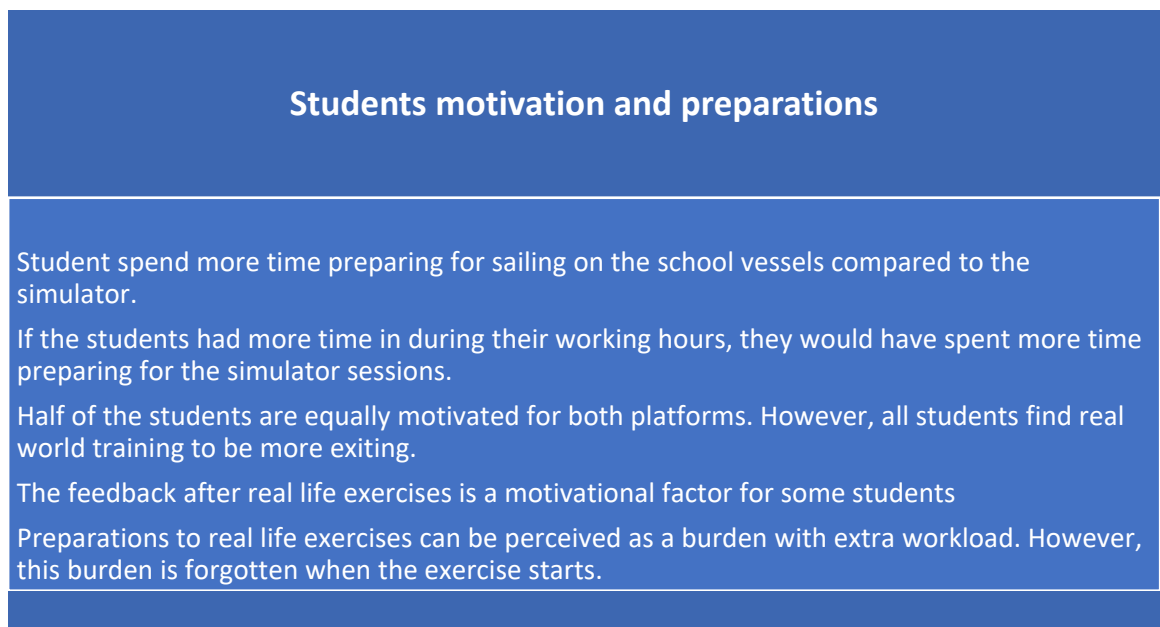 Students motivation and preparations
Student spend more time preparing for sailing on the school vessels compared to the
simulator.
If the students had more time in during their working hours, they would have spent more time
preparing for the simulator sessions.
Half of the students are equally motivated for both platforms. However, all students find real
world training to be more exiting.
The feedback after real life exercises is a motivational factor for some students
Preparations to real life exercises can be perceived as a burden with extra workload. However,
this burden is forgotten when the exercise starts.